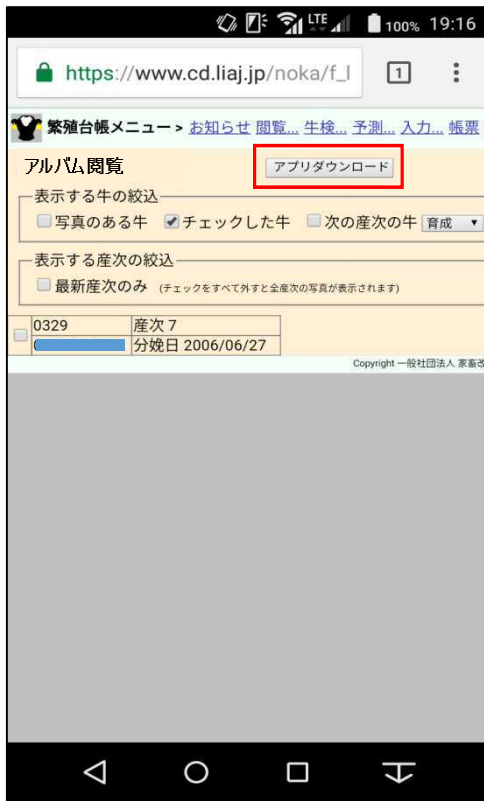 LTE 100% 19:16
https://www.cd.liaj.jp/noka/f_l 1
繁殖台帳メニュー > お知らせ 閲覧... 牛検... 予測... 入力... 帳票
アルバム閲覧 アプリダウンロード
表示する牛の絞込
写真のある牛 チェックした牛 次の産次の牛 育成
表示する産次の絞込
最新産次のみ (チェックをすべて外すと全産次の写真が表示されます)
0329 産次 7
分娩日 2006/06/27
Copyright 一般社団法人 家畜改